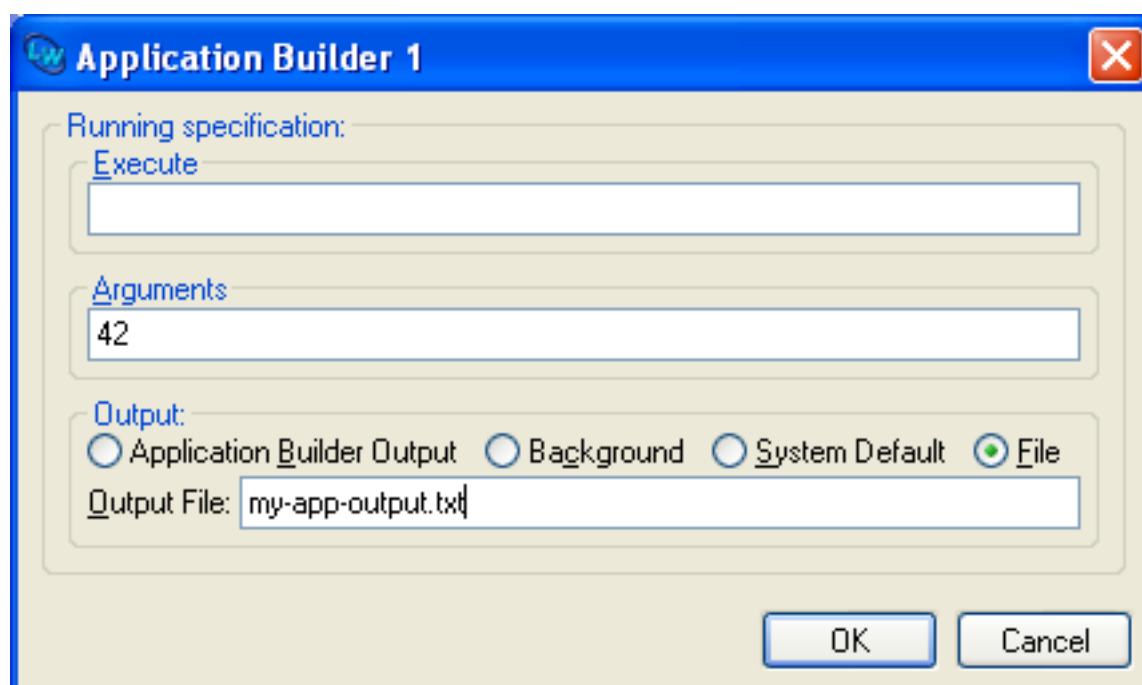 LW Application Builder 1
Running specification:
Execute
Arguments
42
Output:
Application Builder Output Background System Default File
Output File: my-app-output.txt
OK Cancel